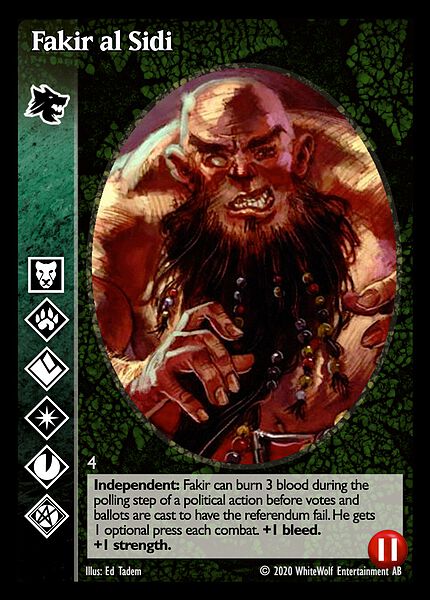 Fakir al Sidi
4
Independent: Fakir can burn 3 blood during the
polling step of a political action before votes and
ballots are cast to have the referendum fail. He gets
1 optional press each combat. +1 bleed.
+1 strength.
11
Illus: Ed Tadem
© 2020 WhiteWolf Entertainment AB